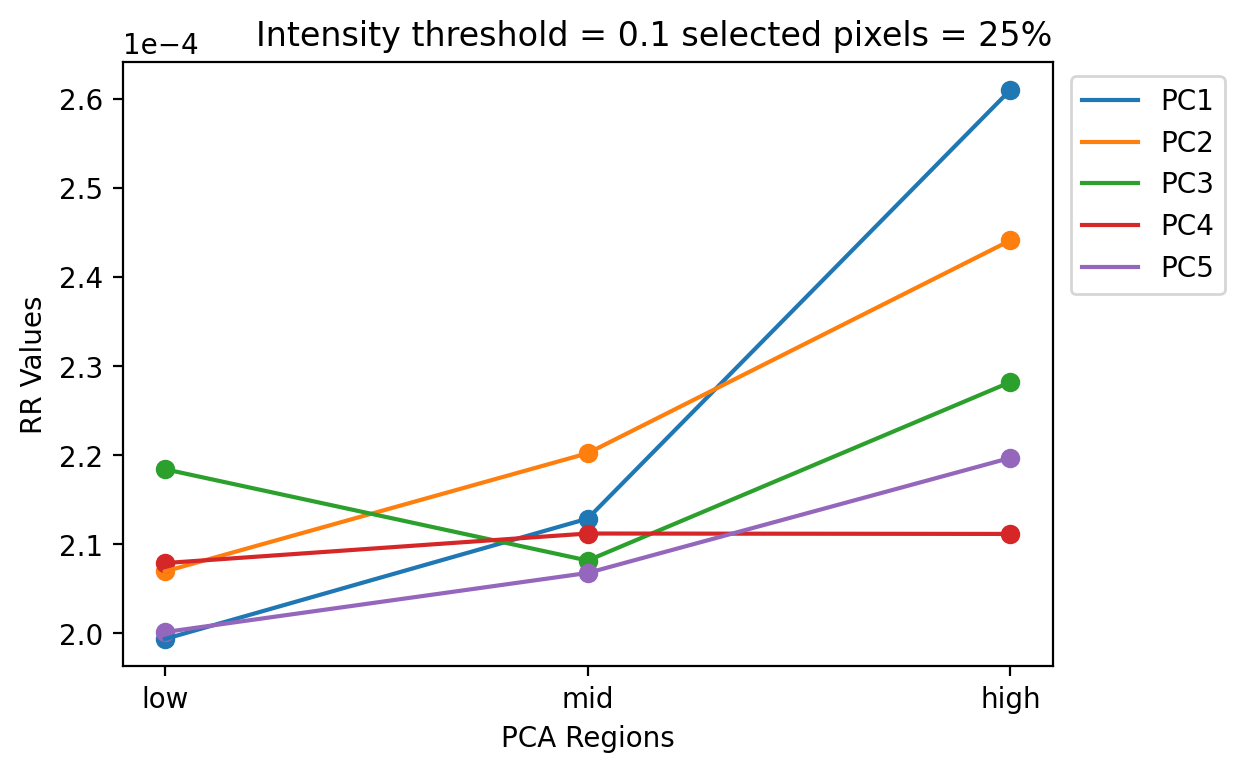 Intensity threshold = 0.1 selected pixels = 25%
1e−4
2.6
2.5
2.4
2.3
2.2
2.1
2.0
RR Values
low
mid
high
PCA Regions
PC1
PC2
PC3
PC4
PC5